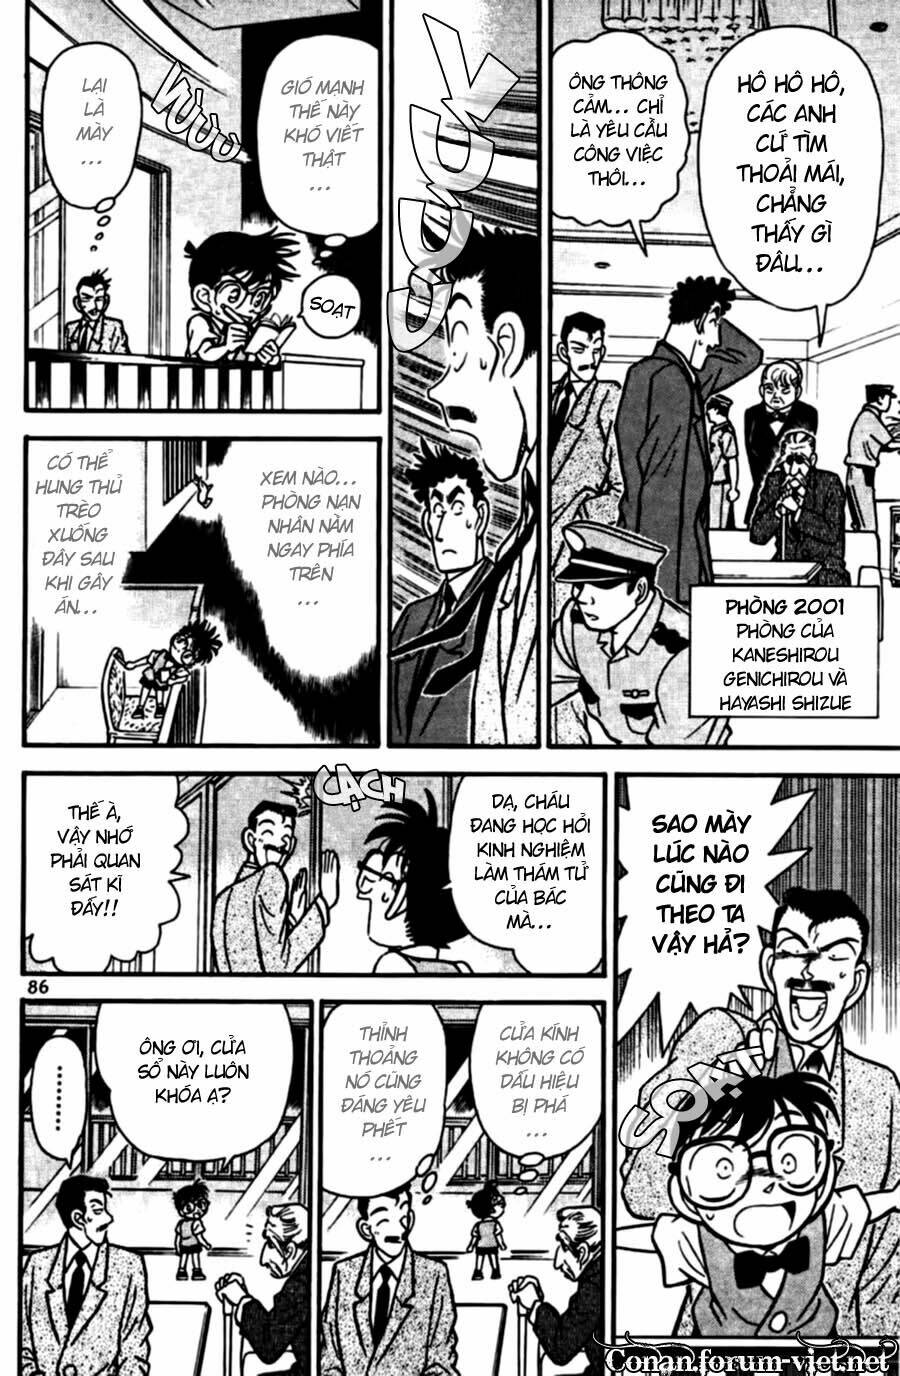 HÔ HÔ HÔ,
CÁC ANH
CỨ TÌM
THOẢI MÁI,
CHẲNG
THẤY GÌ
ĐÂU...
ÔNG THÔNG
CẢM... CHỈ
LÀ YÊU CẦU
CÔNG VIỆC
THÔI...
PHÒNG 2001
PHÒNG CỦA
KANESHIROU
GENICHIROU VÀ
HAYASHI SHIZUE
GIÓ MẠNH
THẾ NÀY
KHÓ VIẾT
THẬT
...
LẠI
LÀ
MÀY
...
SOẠT
XEM NÀO...
PHÒNG NẠN
NHÂN NẰM
NGAY PHÍA
TRÊN
...
CÓ THỂ
HUNG THỦ
TRÈO
XUỐNG
ĐÂY SAU
KHI GÂY
ÁN...
SAO MÀY
LÚC NÀO
CŨNG ĐI
THEO TA
VẬY HẢ?
SOẠT
DẠ, CHÁU
ĐANG HỌC HỎI
KINH NGHIỆM
LÀM THÁM TỬ
CỦA BÁC
MÀ...
CẠCH
THẾ À,
VẬY NHỚ
PHẢI QUAN
SÁT KĨ
ĐẤY!!
86
CỬA KÍNH
KHÔNG CÓ
DẤU HIỆU
BỊ PHÁ
...
THỈNH
THOẢNG
NÓ CŨNG
ĐÁNG YÊU
PHẾT
...
ÔNG ƠI, CỬA
SỔ NÀY LUÔN
KHÓA Ạ?
........
Conan.forum-viet.net